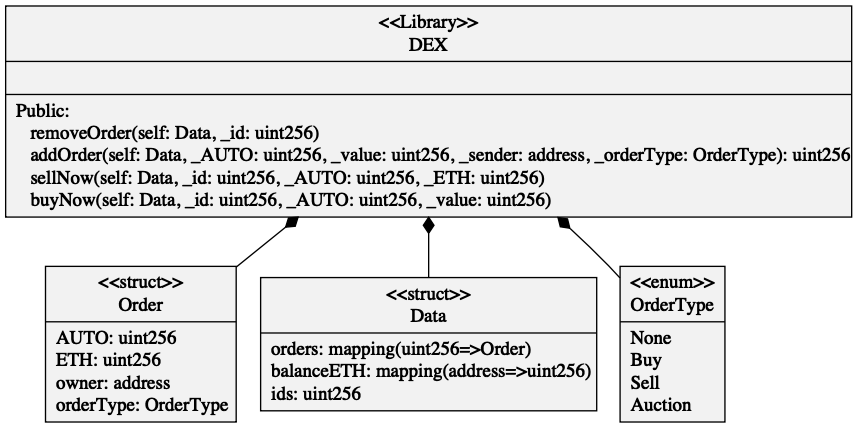 <<Library>>
DEX
Public:
removeOrder(self: Data, _id: uint256)
addOrder(self: Data, _AUTO: uint256, _value: uint256, _sender: address, _orderType: OrderType): uint256
sellNow(self: Data, _id: uint256, _AUTO: uint256, _ETH: uint256)
buyNow(self: Data, _id: uint256, _AUTO: uint256, _value: uint256)
<<struct>>
Order
AUTO: uint256
ETH: uint256
owner: address
orderType: OrderType
<<struct>>
Data
orders: mapping(uint256=>Order)
balanceETH: mapping(address=>uint256)
ids: uint256
<<enum>>
OrderType
None
Buy
Sell
Auction